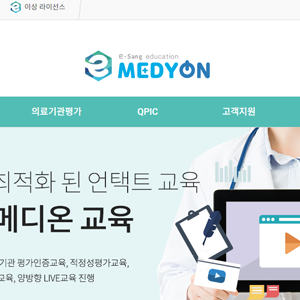 이상 라이선스
e-Sang education
MEDYON
의료기관평가 QPIC 고객지원
최적화 된 언택트 교육
메디온 교육
기관 평가인증교육, 적정성평가교육,
교육, 양방향 LIVE교육 진행